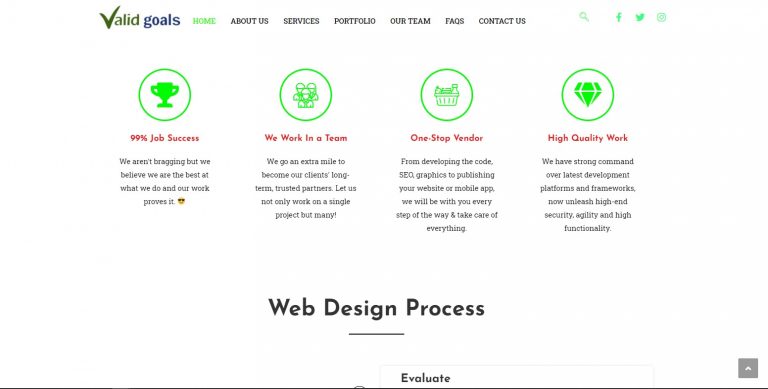 Valid goals
HOME ABOUT US SERVICES PORTFOLIO OUR TEAM FAQS CONTACT US
99% Job Success
We aren't bragging but we
believe we are the best at
what we do and our work
proves it. 😎
We Work In a Team
We go an extra mile to
become our clients' long-
term, trusted partners. Let us
not only work on a single
project but many!
One-Stop Vendor
From developing the code,
SEO, graphics to publishing
your website or mobile app,
we will be with you every
step of the way & take care of
everything.
High Quality Work
We have strong command
over latest development
platforms and frameworks,
now unleash high-end
security, agility and high
functionality.
Web Design Process
Evaluate